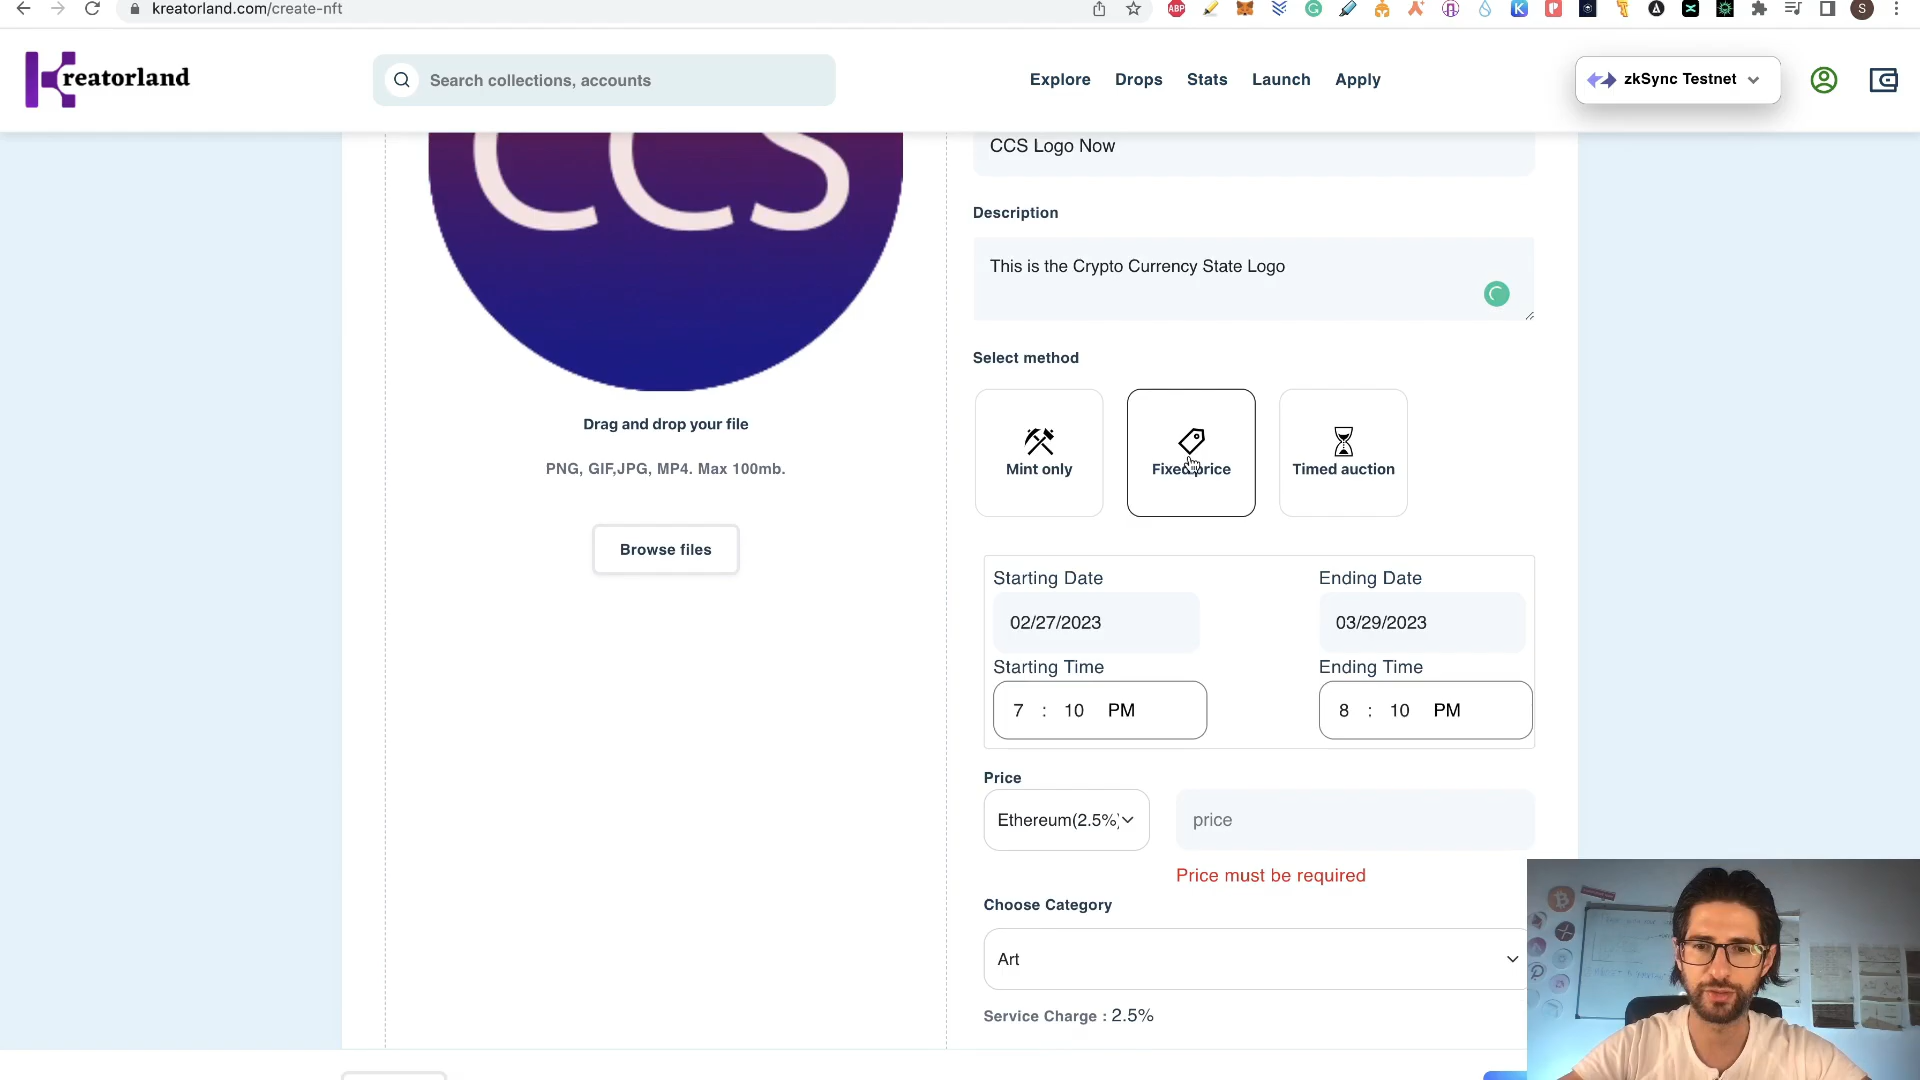 kreatorland.com/create-nft
ABP
S
Kreatorland
Search collections, accounts
Explore
Drops
Stats
Launch
Apply
zkSync Testnet
CCS
CCS Logo Now
Description
This is the Crypto Currency State Logo
Select method
Mint only
Fixed price
Timed auction
Drag and drop your file
PNG, GIF,JPG, MP4. Max 100mb.
Browse files
Starting Date
Ending Date
02/27/2023
03/29/2023
Starting Time
Ending Time
7 : 10 PM
8 : 10 PM
Price
Ethereum(2.5%)
price
Price must be required
Choose Category
Art
Service Charge : 2.5%